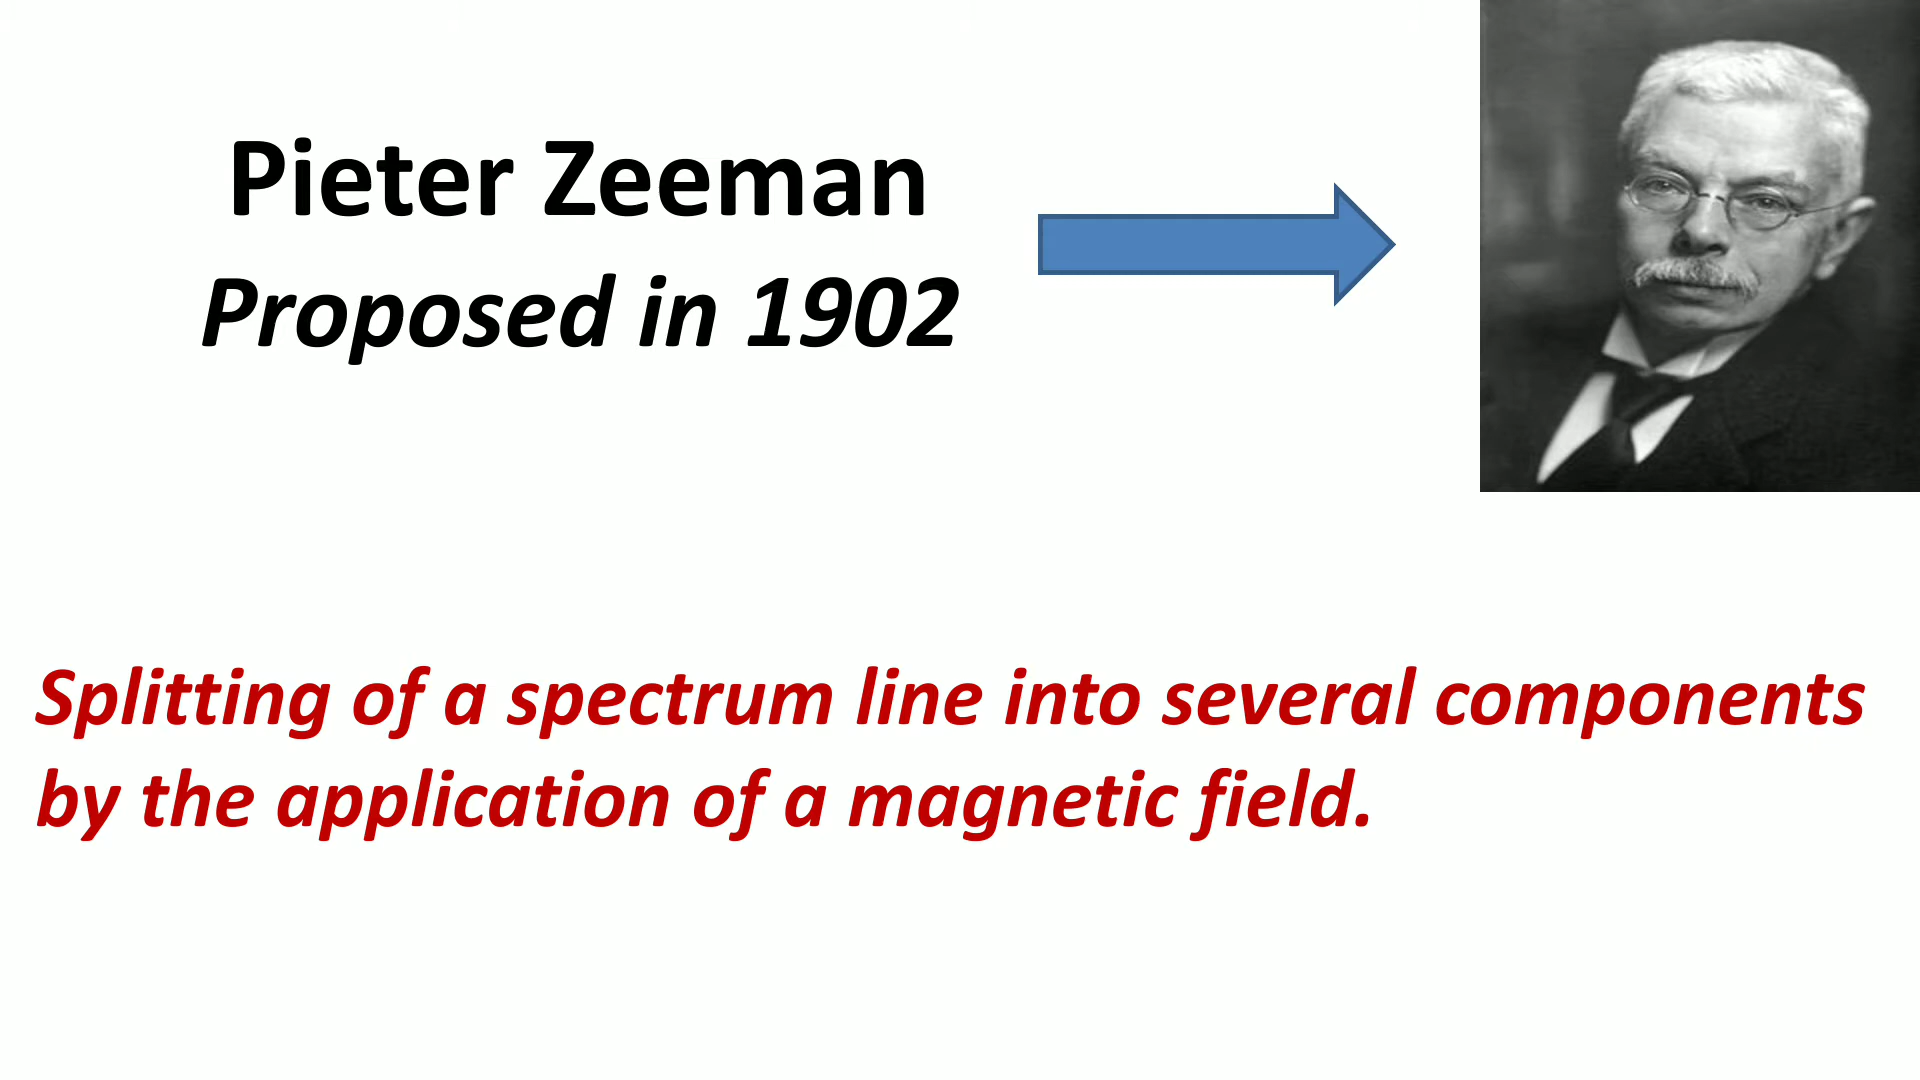 Pieter Zeeman
Proposed in 1902
Splitting of a spectrum line into several components
by the application of a magnetic field.